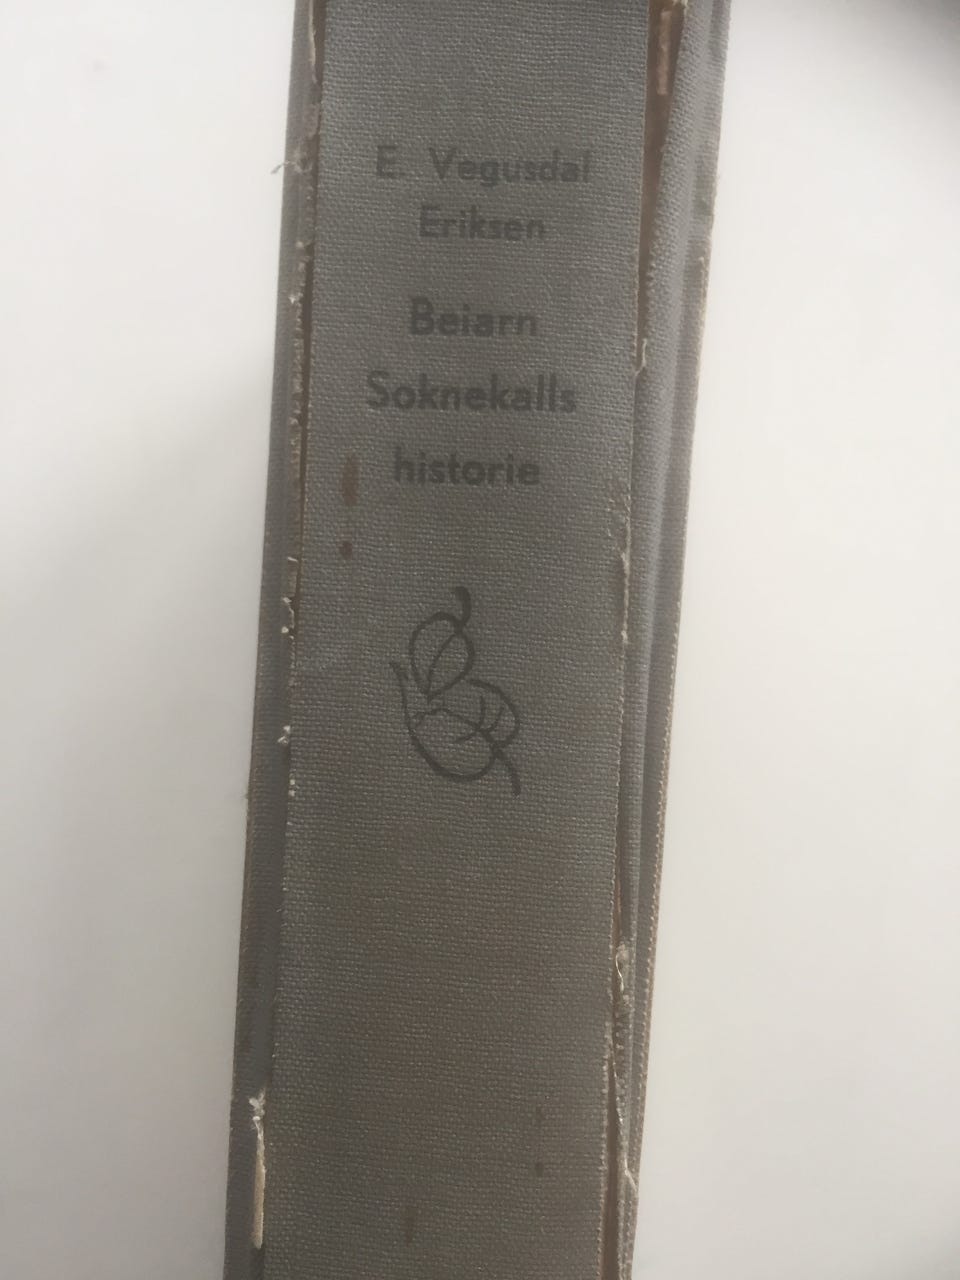 E. Vegusdal
Eriksen
Beiarn
Soknekalls
historie